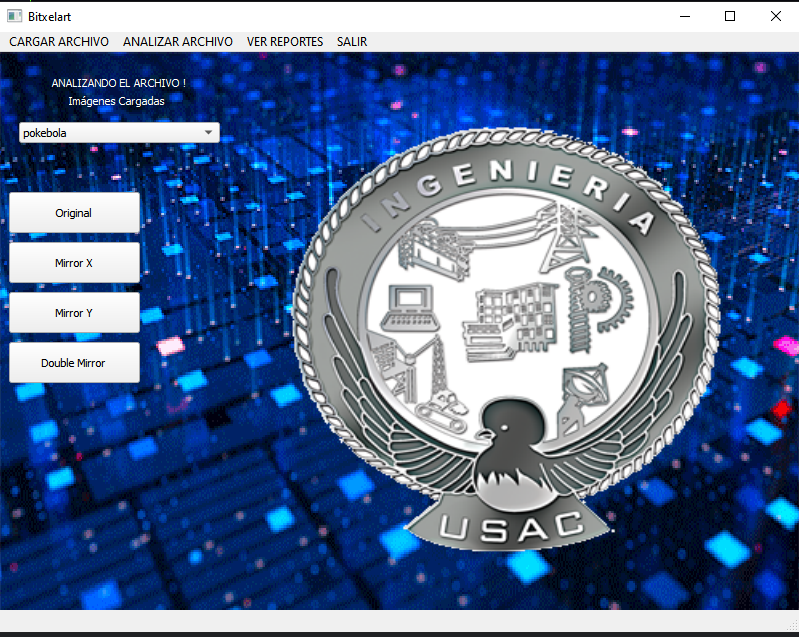 Bitxelart
CARGAR ARCHIVO ANALIZAR ARCHIVO VER REPORTES SALIR
ANALIZANDO EL ARCHIVO !
Imágenes Cargadas
pokebola
Original
Mirror X
Mirror Y
Double Mirror
INGENIERIA
USAC